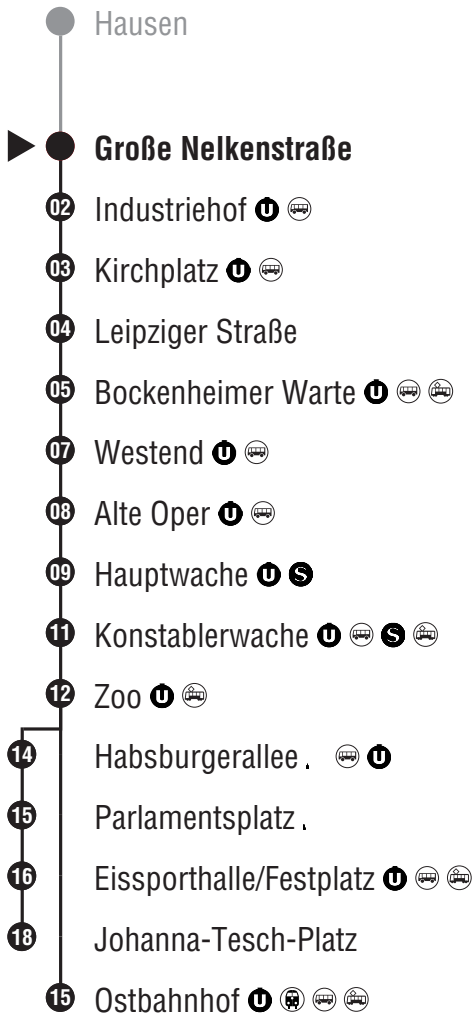 Hausen
Große Nelkenstraße
02 Industriehof U
03 Kirchplatz U
04 Leipziger Straße
05 Bockenheimer Warte U
07 Westend U
08 Alte Oper U
09 Hauptwache U S
11 Konstablerwache U S
12 Zoo U
14 Habsburgerallee . U
15 Parlamentsplatz .
16 Eissporthalle/Festplatz U
18 Johanna-Tesch-Platz
15 Ostbahnhof U